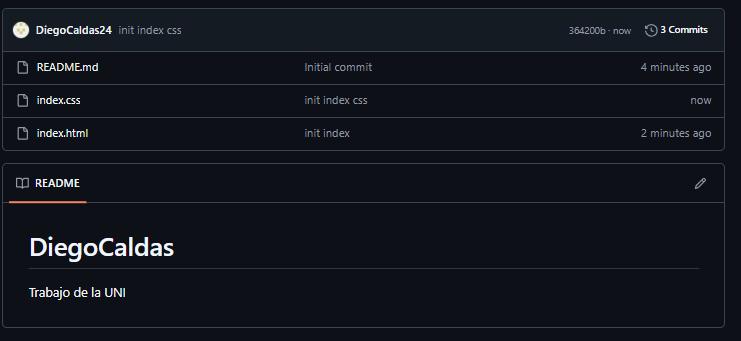 DiegoCaldas24 init index css 364200b · now 3 Commits
README.md Initial commit 4 minutes ago
index.css init index css now
index.html init index 2 minutes ago
README
DiegoCaldas
Trabajo de la UNI